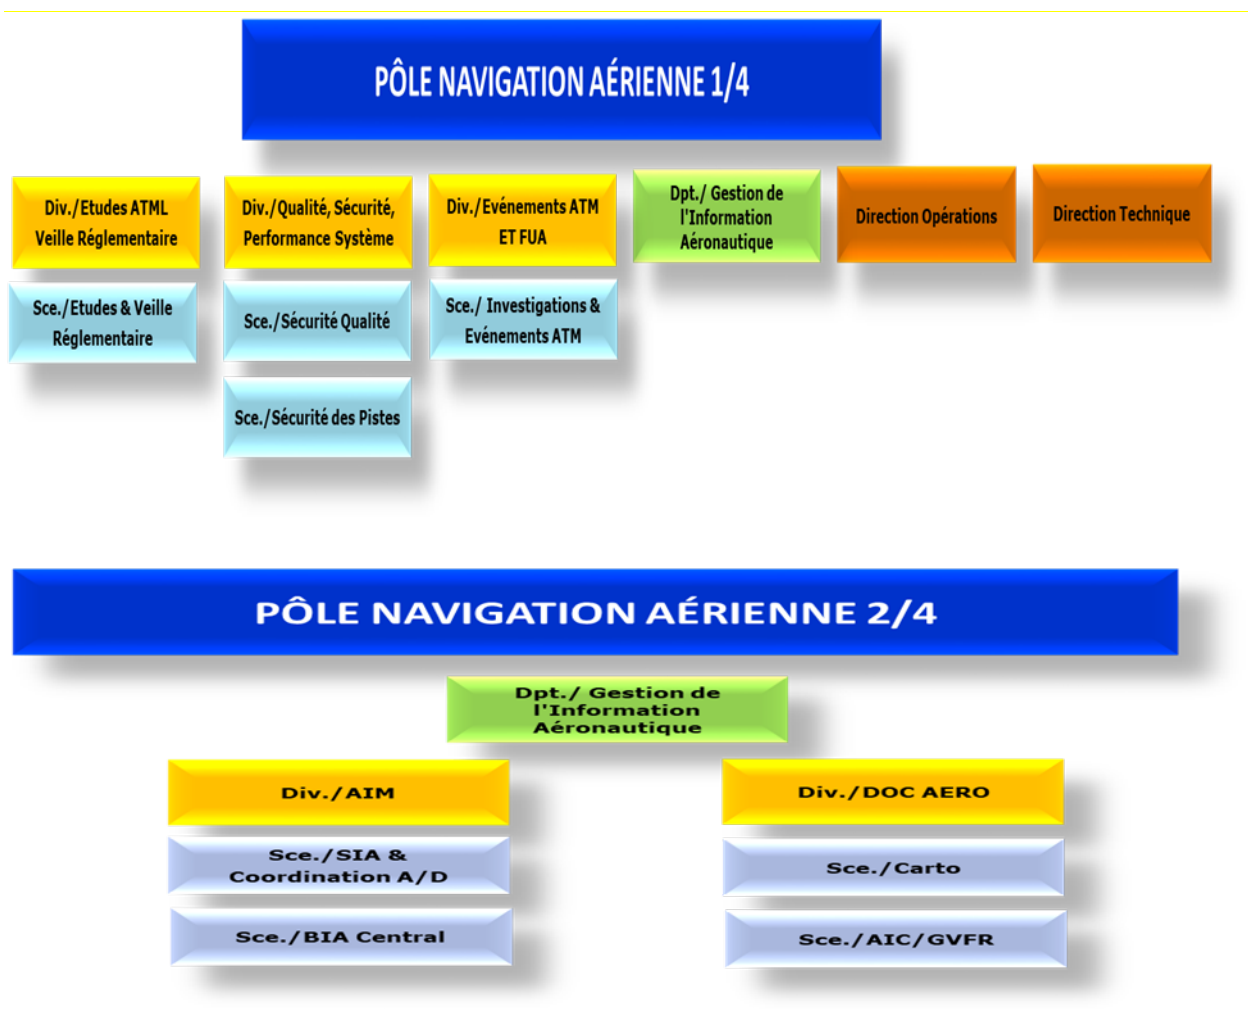 PÔLE NAVIGATION AÉRIENNE 1/4
Div./Etudes ATML
Veille Réglementaire
Div./Qualité, Sécurité,
Performance Système
Div./Evénements ATM
ET FUA
Dpt./ Gestion de
l'Information
Aéronautique
Direction Opérations
Direction Technique
Sce./Etudes & Veille
Réglementaire
Sce./Sécurité Qualité
Sce./ Investigations &
Evénements ATM
Sce./Sécurité des Pistes
PÔLE NAVIGATION AÉRIENNE 2/4
Dpt./ Gestion de
l'Information
Aéronautique
Div./AIM
Div./DOC AERO
Sce./SIA &
Coordination A/D
Sce./Carto
Sce./BIA Central
Sce./AIC/GVFR